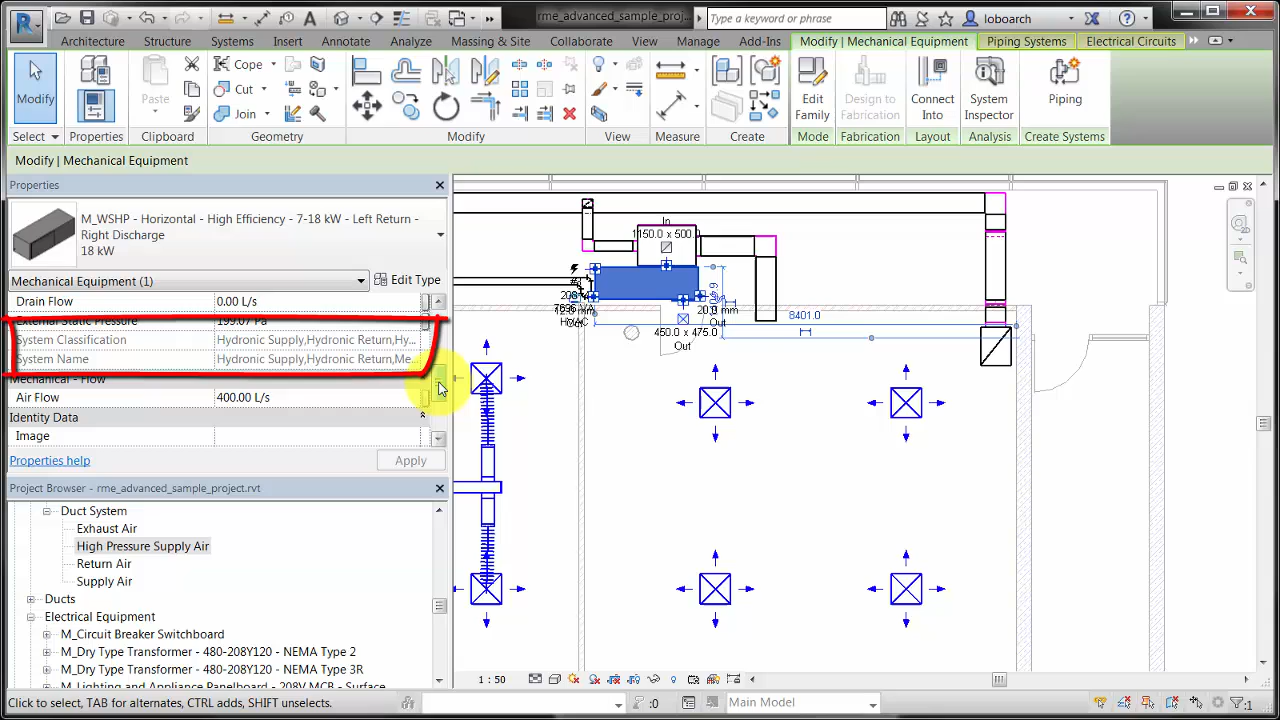 rme_advanced_sample_proj...
Type a keyword or phrase
loboarch
Architecture Structure Systems Insert Annotate Analyze Massing & Site Collaborate View Manage Add-Ins Modify | Mechanical Equipment Piping Systems Electrical Circuits
Modify
Paste
Cope
Cut
Join
Edit Family
Design to Fabrication
Connect Into
System Inspector
Piping
Select Properties Clipboard Geometry Modify View Measure Create Mode Fabrication Layout Analysis Create Systems
Modify | Mechanical Equipment
Properties
M_WSHP - Horizontal - High Efficiency - 7-18 kW - Left Return -
Right Discharge
18 kW
Mechanical Equipment (1) Edit Type
Drain Flow 0.00 L/s
External Static Pressure 199.07 Pa
System Classification Hydronic Supply,Hydronic Return,Hy...
System Name Hydronic Supply,Hydronic Return,Me...
Mechanical - Flow
Air Flow 400.00 L/s
Identity Data
Image
Properties help Apply
Project Browser - rme_advanced_sample_project.rvt
Duct System
Exhaust Air
High Pressure Supply Air
Return Air
Supply Air
Ducts
Electrical Equipment
M_Circuit Breaker Switchboard
M_Dry Type Transformer - 480-208Y120 - NEMA Type 2
M_Dry Type Transformer - 480-208Y120 - NEMA Type 3R
M_Lighting and Appliance Panelboard - 208V MCB - Surface
In
1150.0 x 500.0
20.0 mm
Out
8401.0
450.0 x 475.0
Out
1 : 50
Click to select, TAB for alternates, CTRL adds, SHIFT unselects.
:0
Main Model
:1